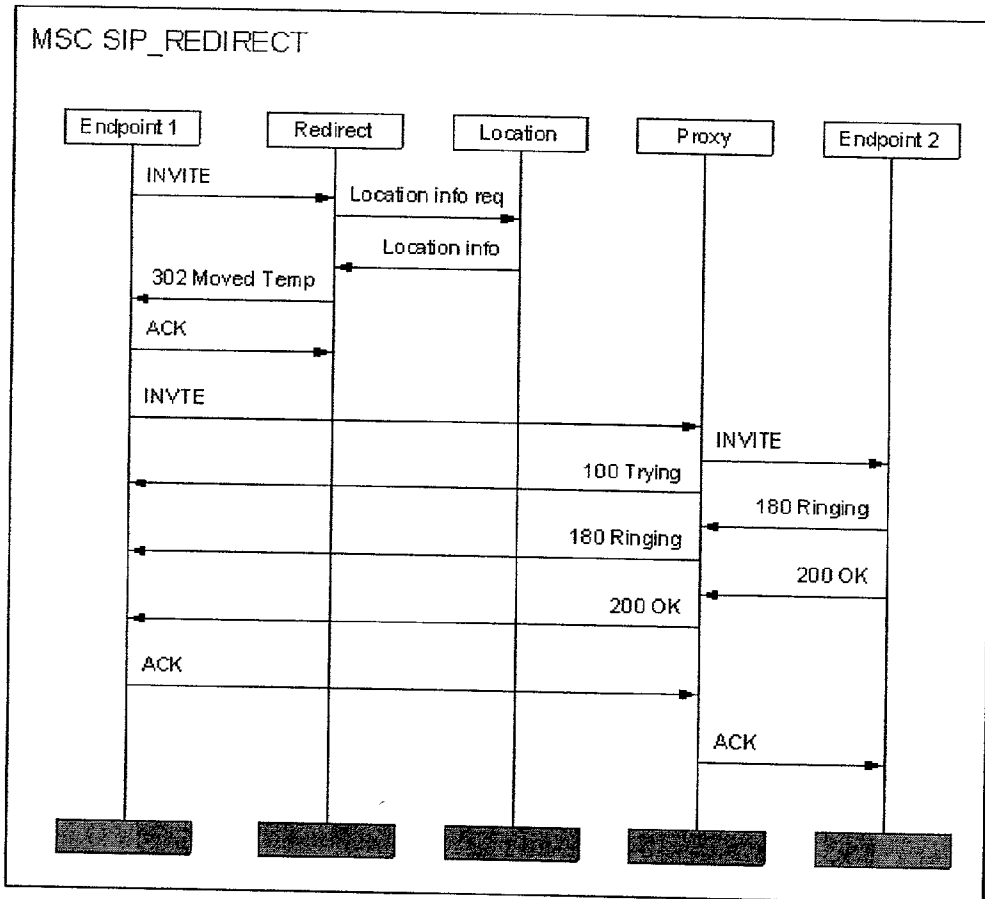 MSC SIP_REDIRECT
Endpoint 1
Redirect
Location
Proxy
Endpoint 2
INVITE
Location info req
Location info
302 Moved Temp
ACK
INVTE
INVITE
100 Trying
180 Ringing
180 Ringing
200 OK
200 OK
ACK
ACK